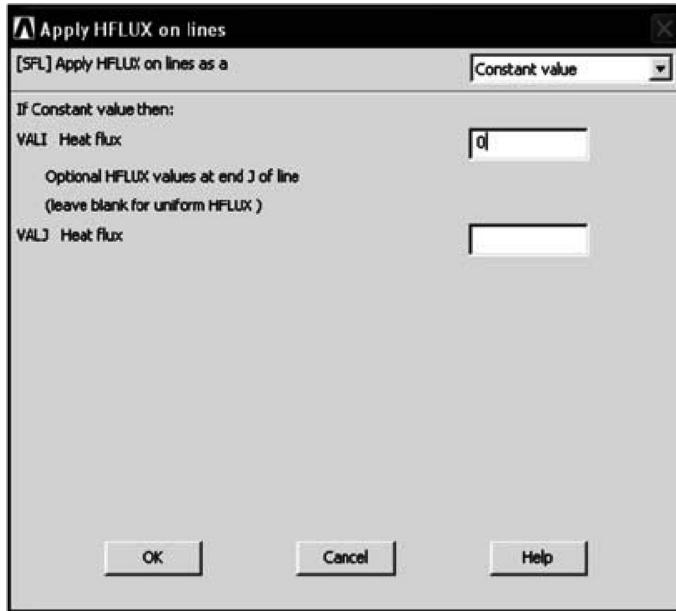 Apply HFLUX on lines
[SFL] Apply HFLUX on lines as a
Constant value
If Constant value then:
VALI Heat flux
0
Optional HFLUX values at end J of line
(leave blank for uniform HFLUX )
VALJ Heat flux
OK
Cancel
Help